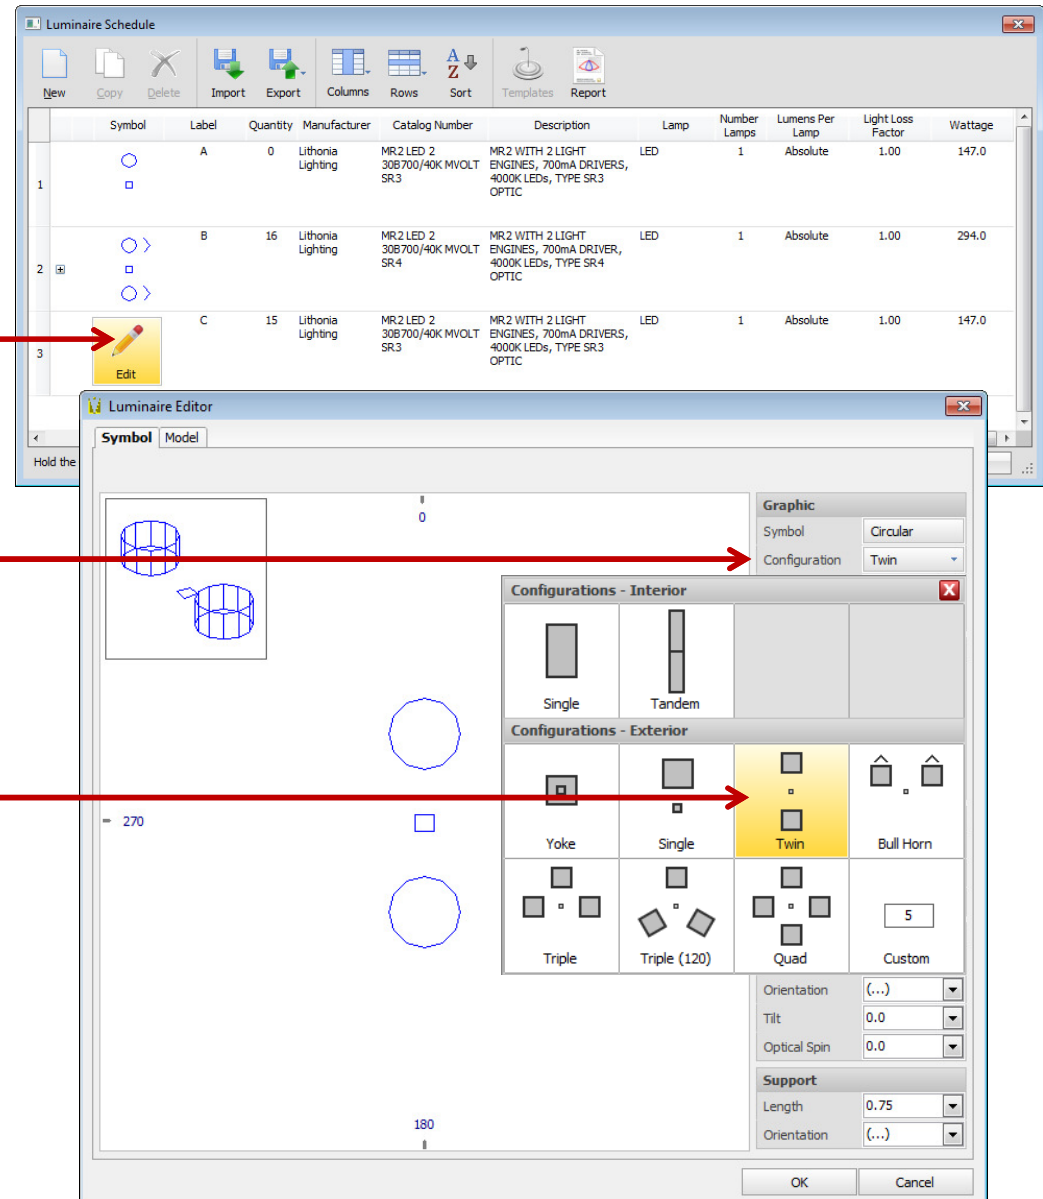 Luminaire Schedule
New Copy Delete Import Export Columns Rows Sort Templates Report
Symbol Label Quantity Manufacturer Catalog Number Description Lamp Number Lamps Lumens Per Lamp Light Loss Factor Wattage
1 A 0 Lithonia Lighting MR2 LED 2 30B700/40K MVOLT SR3 MR2 WITH 2 LIGHT ENGINES, 700mA DRIVERS, 4000K LEDs, TYPE SR3 OPTIC LED 1 Absolute 1.00 147.0
2 B 16 Lithonia Lighting MR2 LED 2 30B700/40K MVOLT SR4 MR2 WITH 2 LIGHT ENGINES, 700mA DRIVER, 4000K LEDs, TYPE SR4 OPTIC LED 1 Absolute 1.00 294.0
3 Edit C 15 Lithonia Lighting MR2 LED 2 30B700/40K MVOLT SR3 MR2 WITH 2 LIGHT ENGINES, 700mA DRIVERS, 4000K LEDs, TYPE SR3 OPTIC LED 1 Absolute 1.00 147.0
Hold the
Luminaire Editor
Symbol Model
0
270
180
Graphic
Symbol Circular
Configuration Twin
Configurations - Interior
Single Tandem
Configurations - Exterior
Yoke Single Twin Bull Horn
5
Triple Triple (120) Quad Custom
Orientation (...)
Tilt 0.0
Optical Spin 0.0
Support
Length 0.75
Orientation (...)
OK Cancel